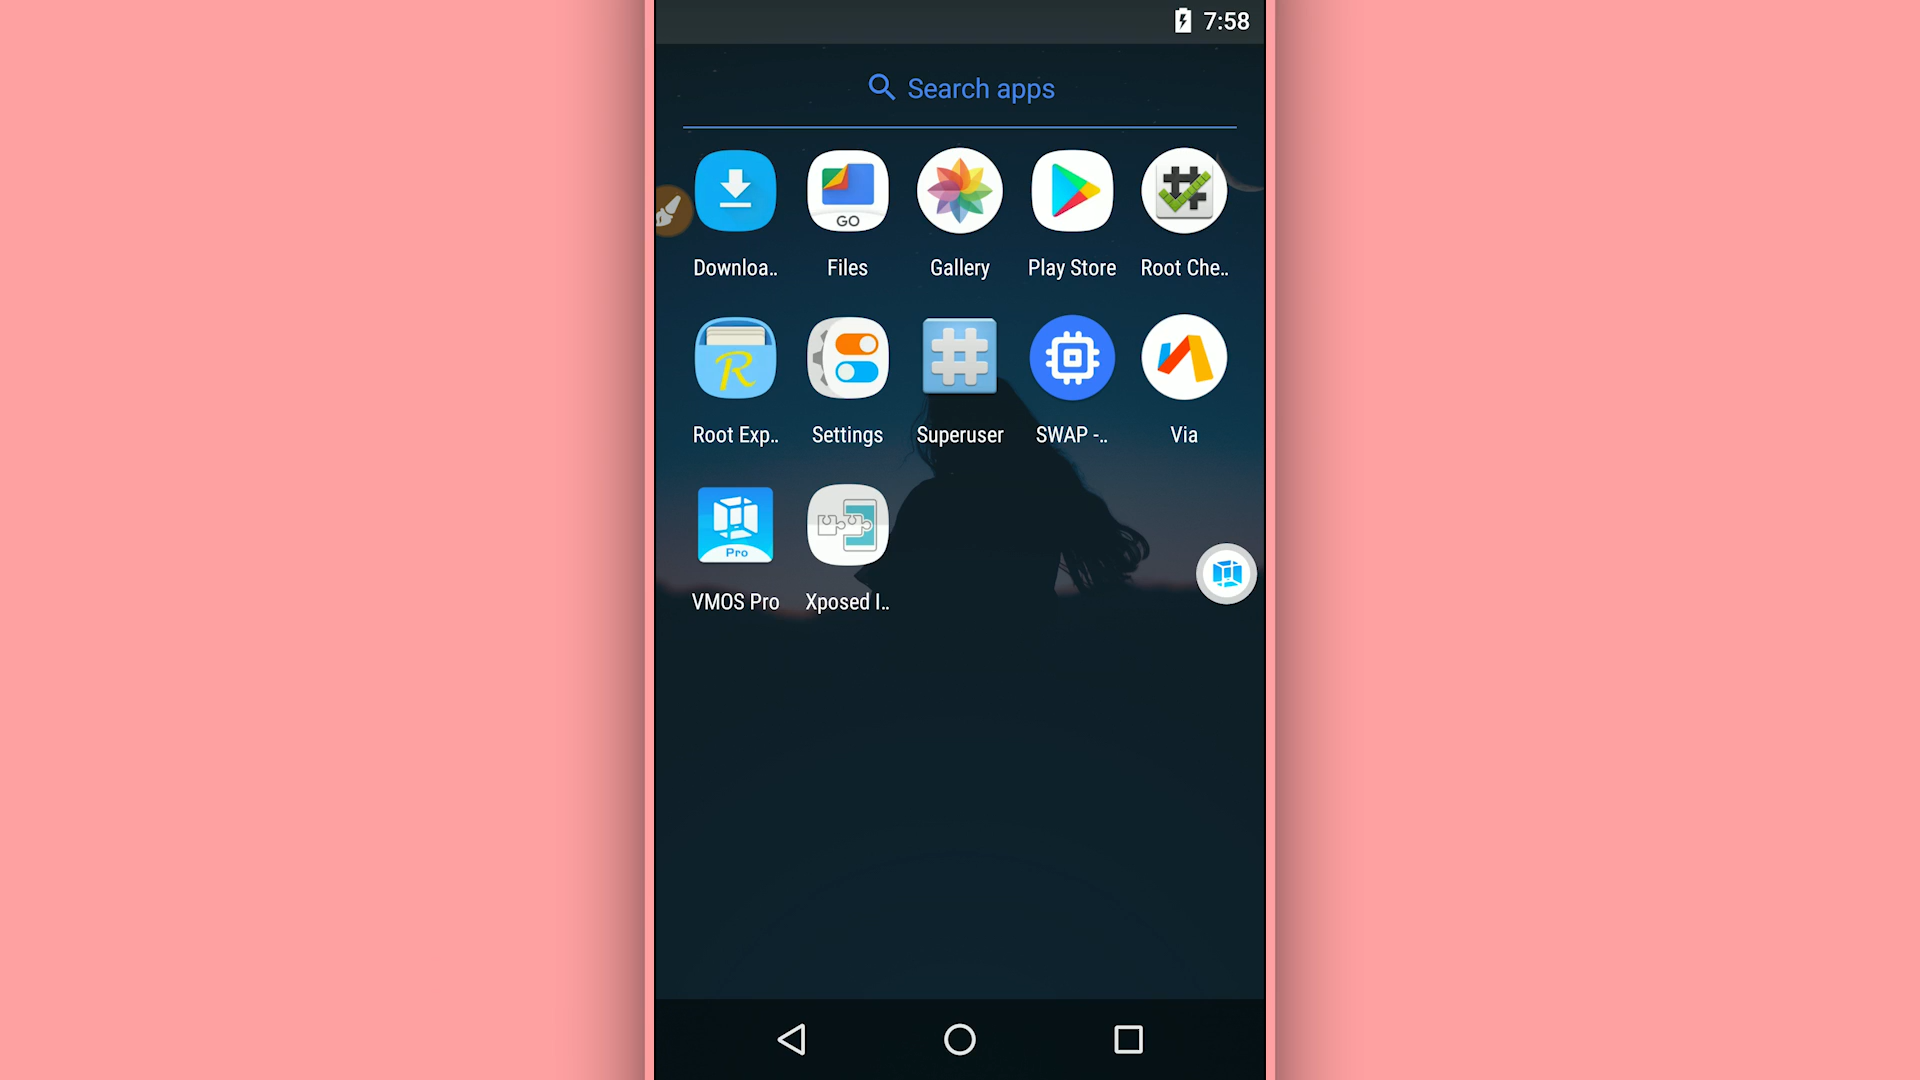 7:58
Search apps
GO
Downloa.. Files Gallery Play Store Root Che..
R
Root Exp.. Settings Superuser SWAP -.. Via
Pro
VMOS Pro Xposed I..